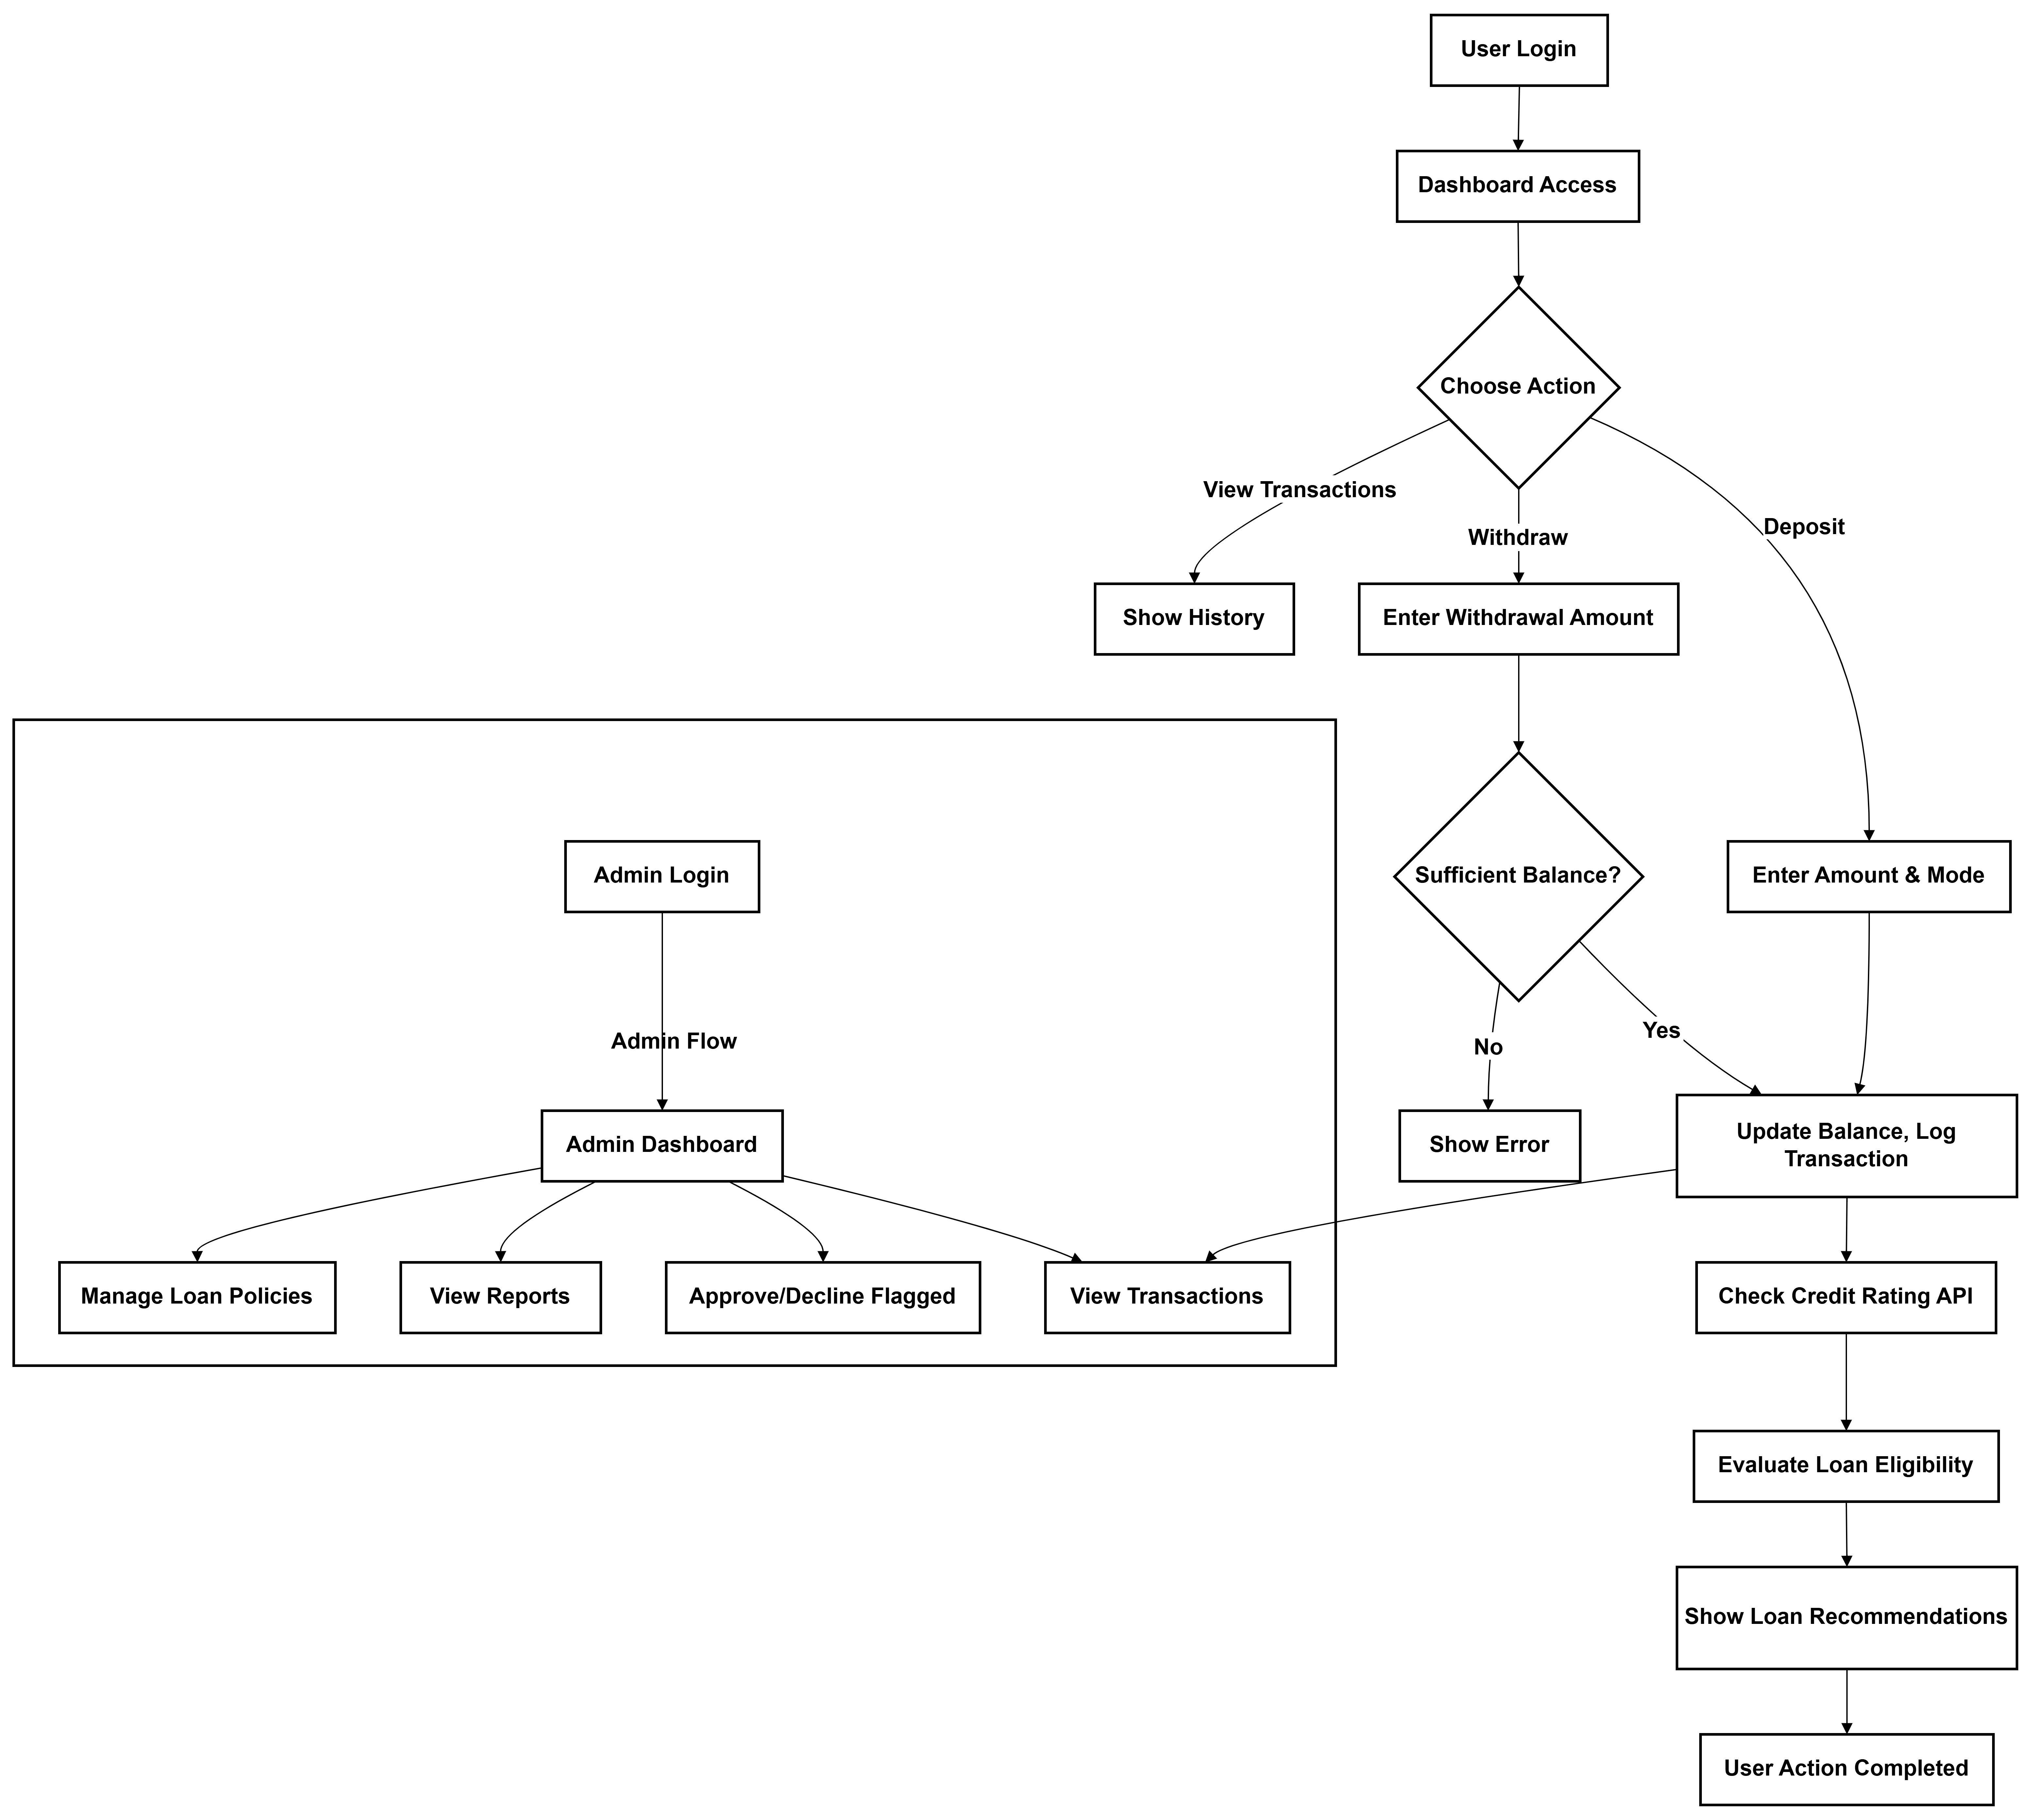 User Login
Dashboard Access
Choose Action
View Transactions
Withdraw
Deposit
Show History
Enter Withdrawal Amount
Admin Login
Sufficient Balance?
Enter Amount & Mode
Admin Flow
No
Yes
Admin Dashboard
Show Error
Update Balance, Log
Transaction
Manage Loan Policies
View Reports
Approve/Decline Flagged
View Transactions
Check Credit Rating API
Evaluate Loan Eligibility
Show Loan Recommendations
User Action Completed